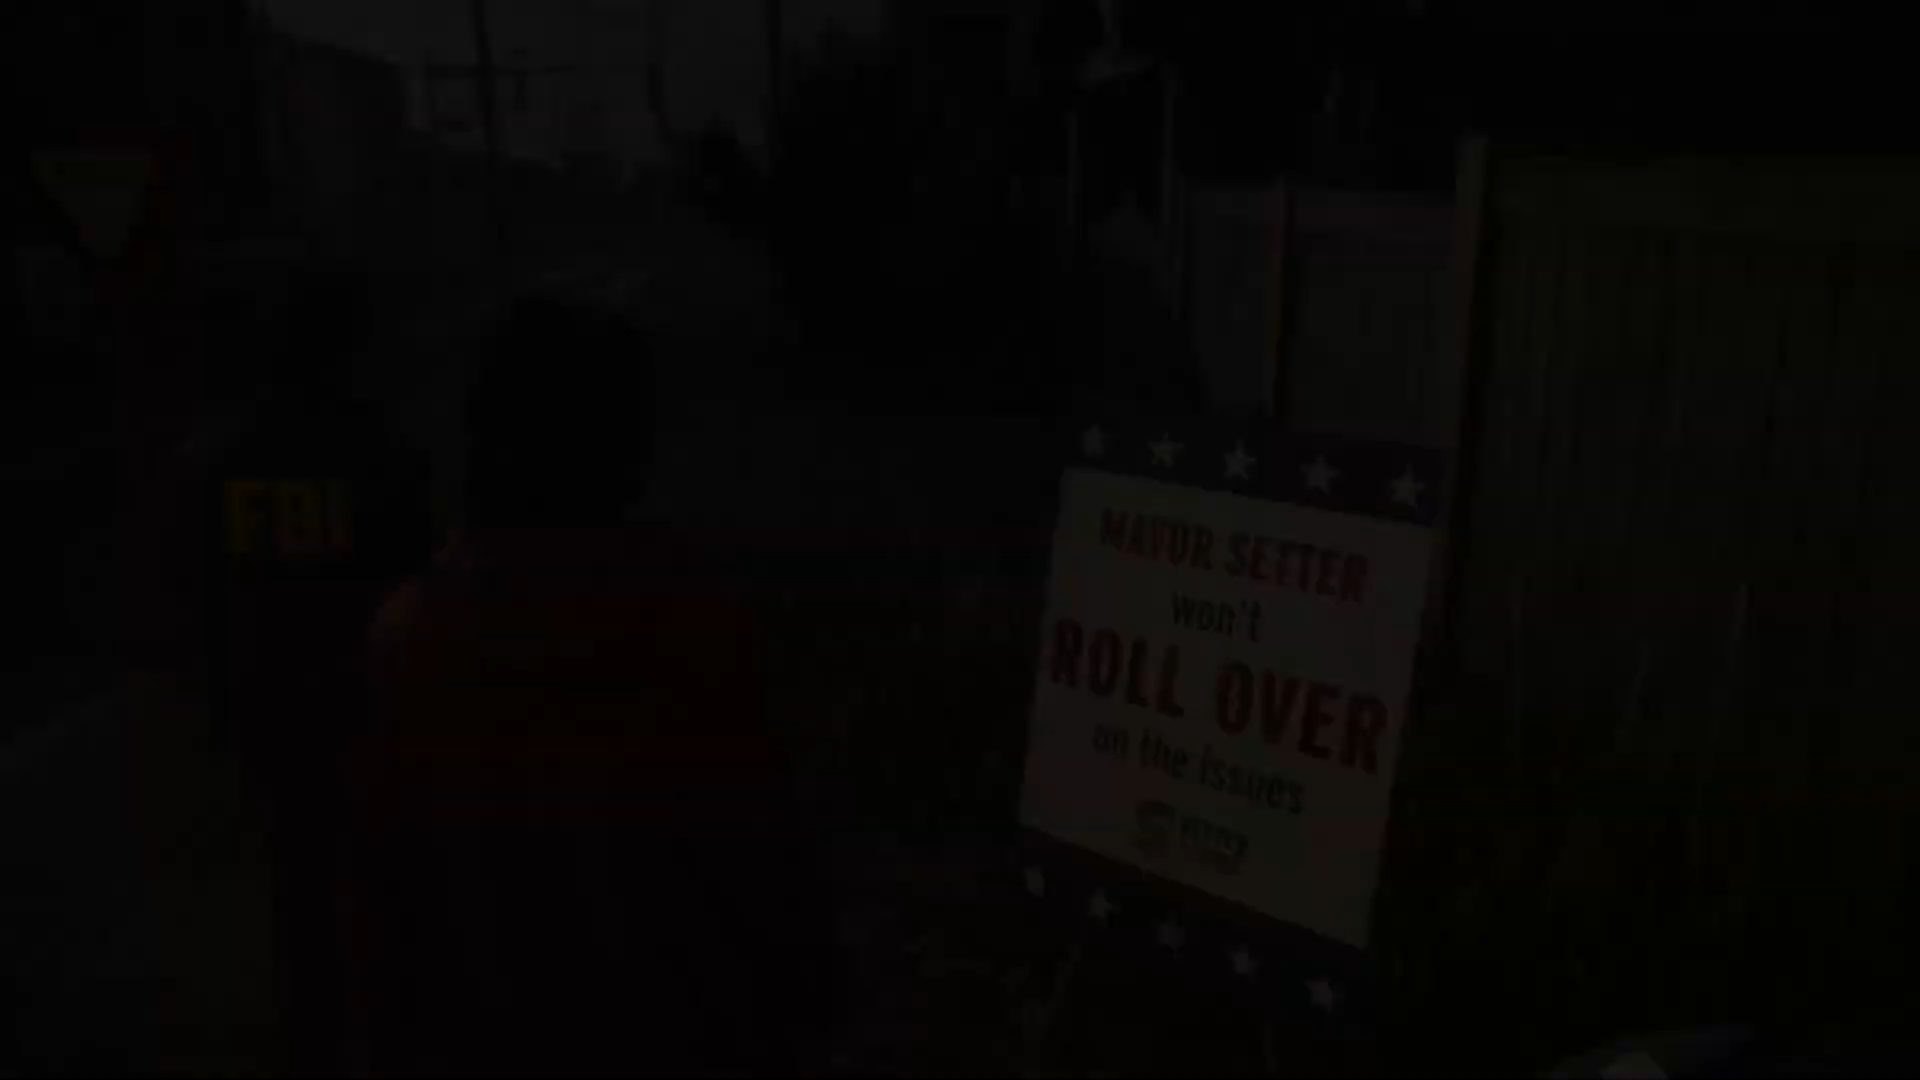 FBI
MAYOR SETTER
won't
ROLL OVER
on the issues